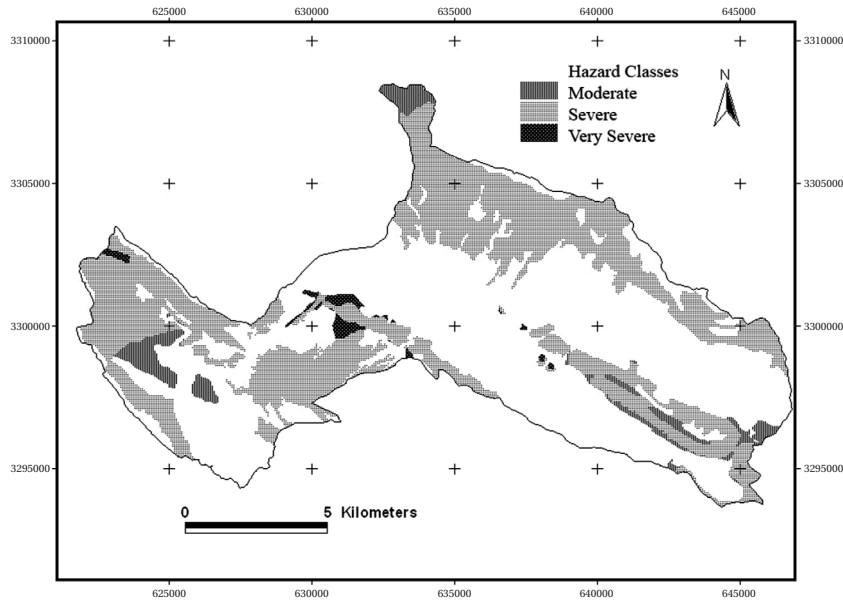 625000 630000 635000 640000 645000
3310000 3310000
N
Hazard Classes
Moderate
Severe
Very Severe
3305000 3305000
3300000 3300000
3295000 3295000
0 5 Kilometers
625000 630000 635000 640000 645000